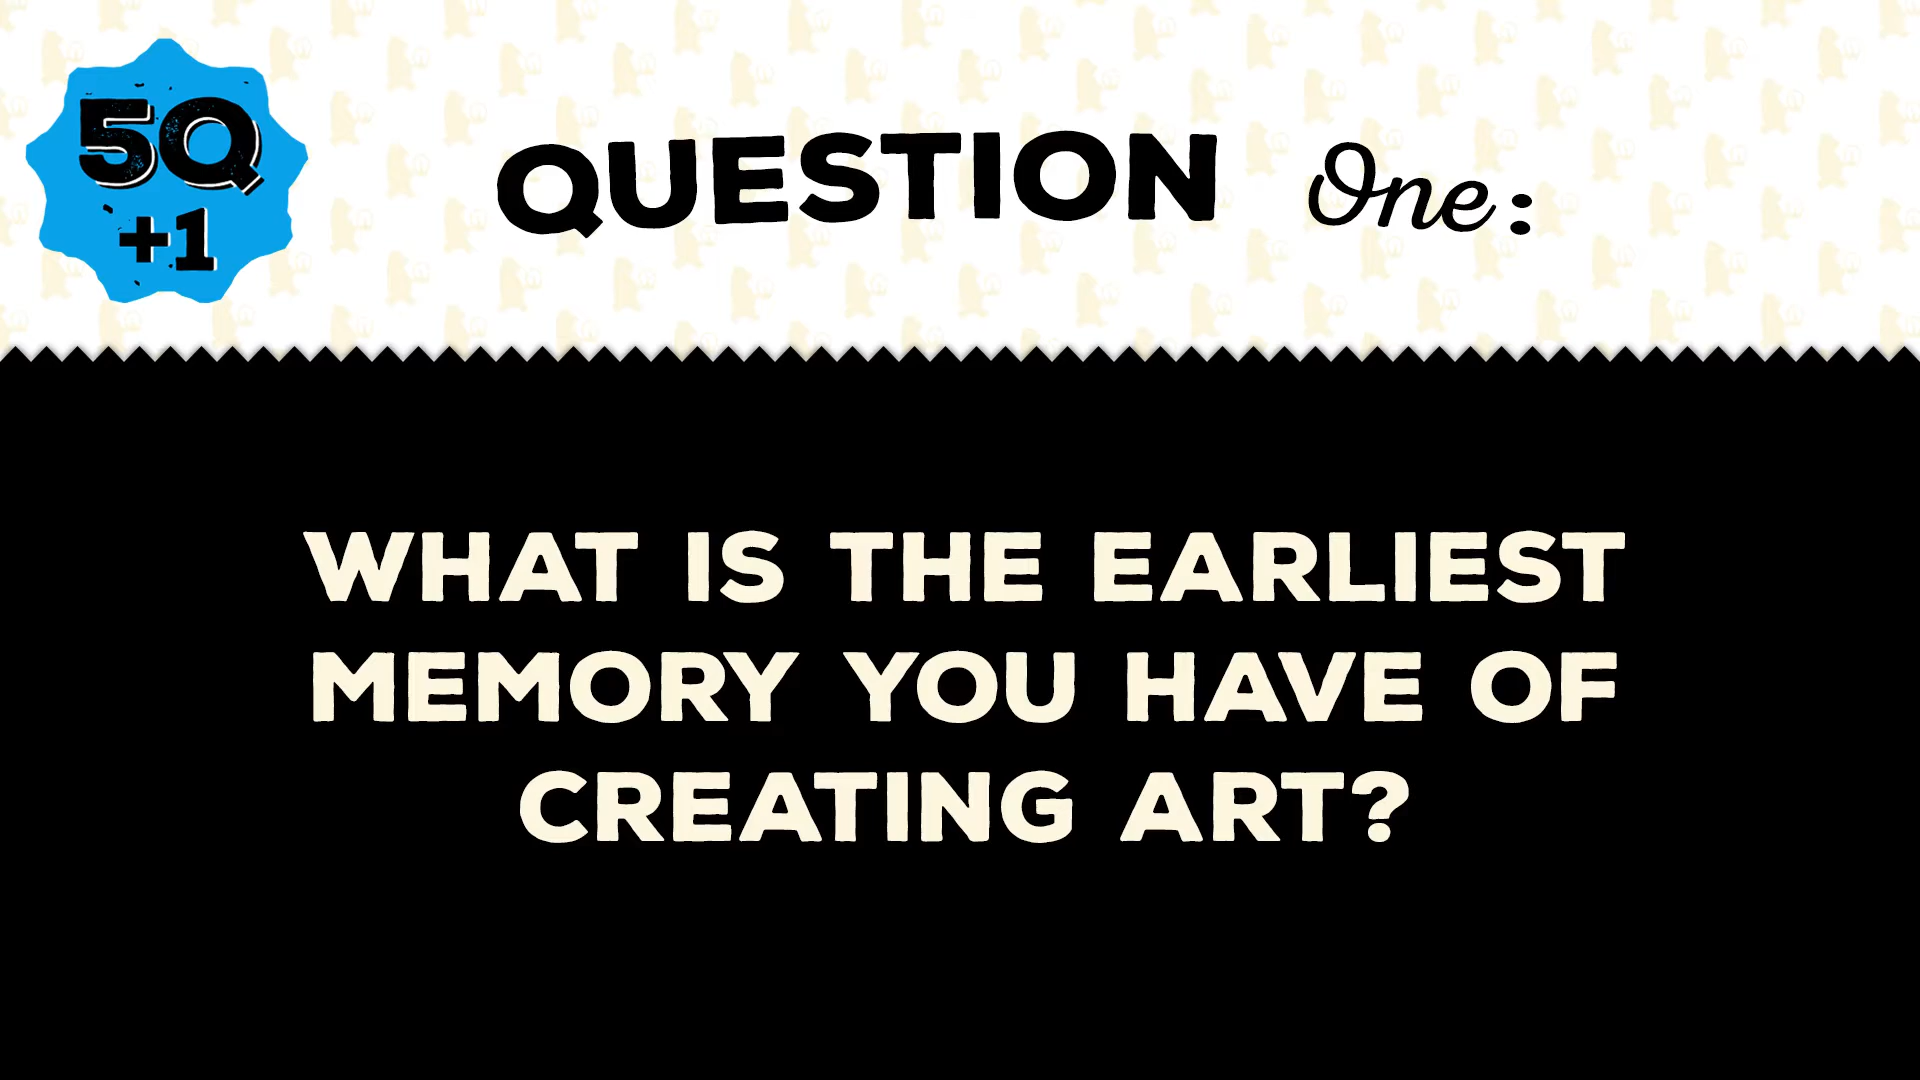 5Q
+1
QUESTION One:
WHAT IS THE EARLIEST
MEMORY YOU HAVE OF
CREATING ART?